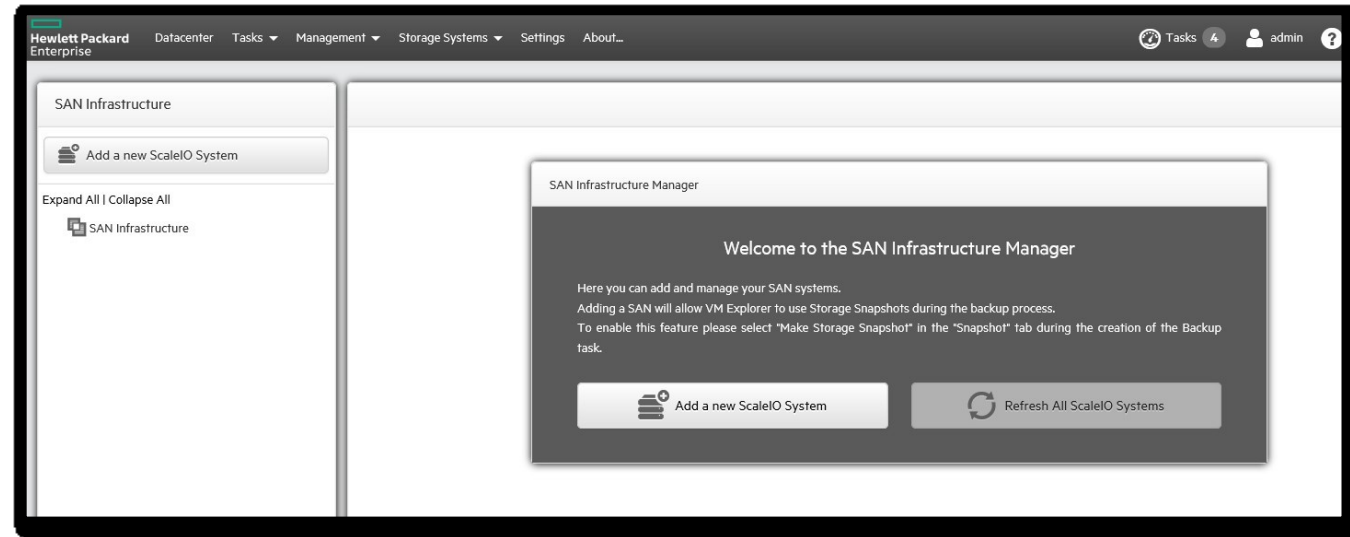 Hewlett Packard
Enterprise
Datacenter Tasks Management Storage Systems Settings About...
Tasks 4 admin ?
SAN Infrastructure
Add a new ScaleIO System
Expand All | Collapse All
SAN Infrastructure
SAN Infrastructure Manager
Welcome to the SAN Infrastructure Manager
Here you can add and manage your SAN systems.
Adding a SAN will allow VM Explorer to use Storage Snapshots during the backup process.
To enable this feature please select "Make Storage Snapshot" in the "Snapshot" tab during the creation of the Backup
task.
Add a new ScaleIO System
Refresh All ScaleIO Systems